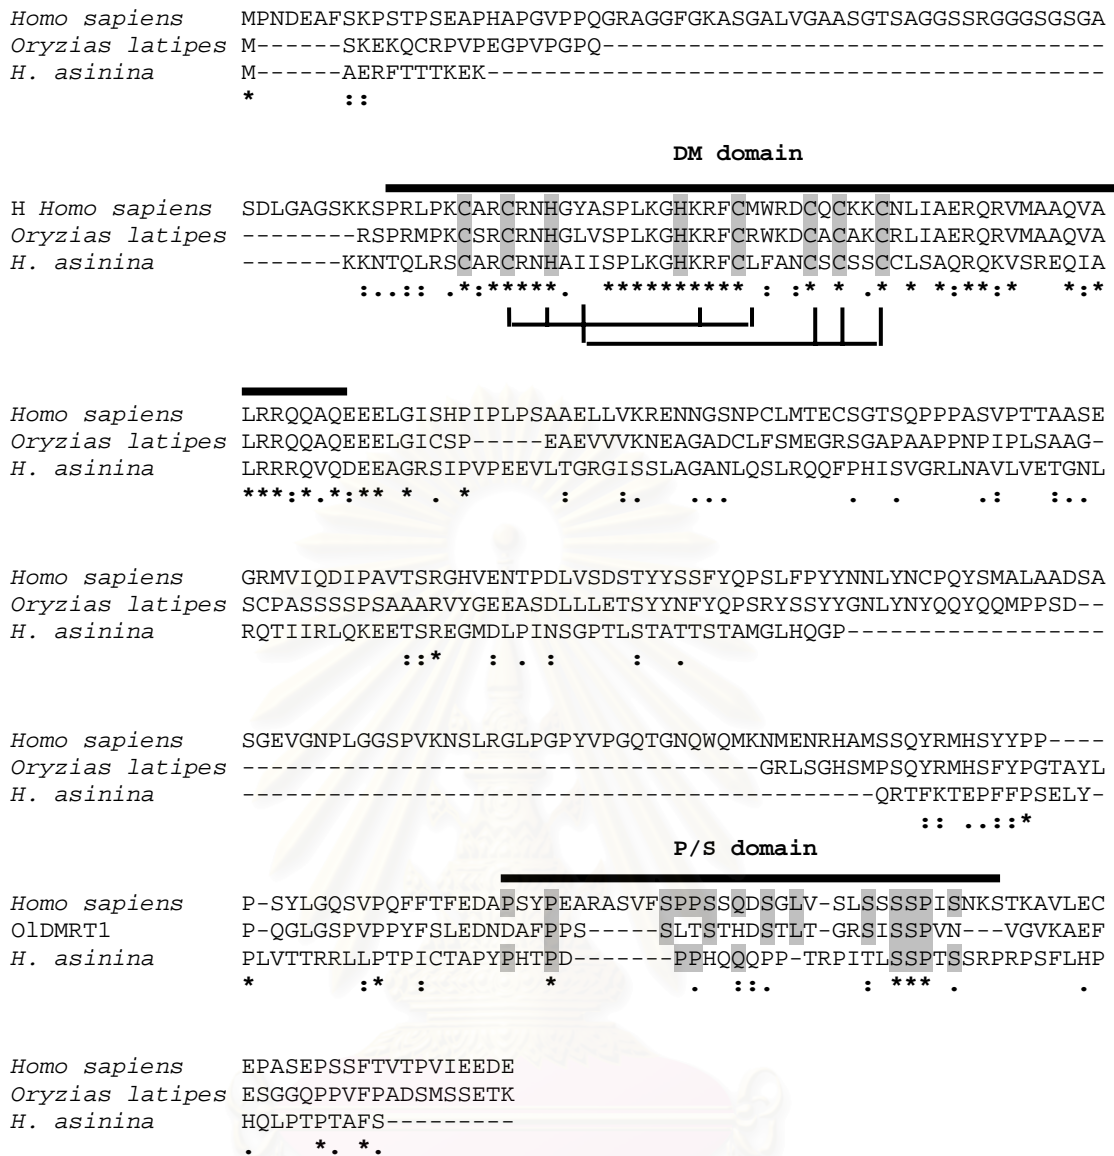 Homo sapiens MPNDEAFSKPSTPSEAPHAPGVPPQGRAGGFGKASGALVGAASGTSAGGSSRGGGSGSGA
Oryzias latipes M------SKEKQCRPVPEGPVPGPQ-----------------------------------
H. asinina M------AERFTTTKEK-------------------------------------------
* ::
DM domain
H Homo sapiens SDLGAGSKKSPRLPKCARCRNHGYASPLKGHKRFCMWRDCQCKKCNLIAERQRVMAAQVA
Oryzias latipes --------RSPRMPKCSRCRNHGLVSPLKGHKRFCRWKDCACAKCRLIAERQRVMAAQVA
H. asinina -------KKNTQLRSCARCRNHAIISPLKGHKRFCLFANCSCSSCCLSAQRQKVSREQIA
:..:: .*:*****. ********** : :* * .* * *:**:* *:*
Homo sapiens LRRQQAQEEELGISHPIPLPSAAELLVKRENNGSNPCLMTECSGTSQPPPASVPTTAASE
Oryzias latipes LRRQQAQEEELGICSP-----EAEVVVKNEAGADCLFSMEGRSGAPAAPPNPIPLSAAG-
H. asinina LRRRQVQDEEAGRSIPVPEEVLTGRGISSLAGANLQSLRQQFPHISVGRLNAVLVETGNL
***:*.*:** * . * : :. ... . . .: :..
Homo sapiens GRMVIQDIPAVTSRGHVENTPDLVSDSTYYSSFYQPSLFPYYNNLYNCPQYSMALAADSA
Oryzias latipes SCPASSSSPSAAARVYGEEASDLLLETSYYNFYQPSRYSSYYGNLYNYQQYQQMPPSD--
H. asinina RQTIIRLQKEETSREGMDLPINSGPTLSTATTSTAMGLHQGP------------------
::* : . : : .
Homo sapiens SGEVGNPLGGSPVKNSLRGLPGPYVPGQTGNQWQMKNMENRHAMSSQYRMHSYYPP----
Oryzias latipes ------------------------------------GRLSGHSMPSQYRMHSFYPGTAYL
H. asinina --------------------------------------------QRTFKTEPFFPSELY-
:: ..::*
P/S domain
Homo sapiens P-SYLGQSVPQFFTFEDAPSYPEARASVFSPPSSQDSGLV-SLSSSSPISNKSTKAVLEC
OlDMRT1 P-QGLGSPVPPYFSLEDNDAFPPS-----SLTSTHDSTLT-GRSISSPVN---VGVKAEF
H. asinina PLVTTRRLLPTPICTAPYPHTPD-------PPHQQQPP-TRPITLSSPTSSRPRPSFLHP
* :* : * . ::. : *** . .
Homo sapiens EPASEPSSFTVTPVIEEDE
Oryzias latipes ESGGQPPVFPADSMSSETK
H. asinina HQLPTPTAFS---------
. *. *.